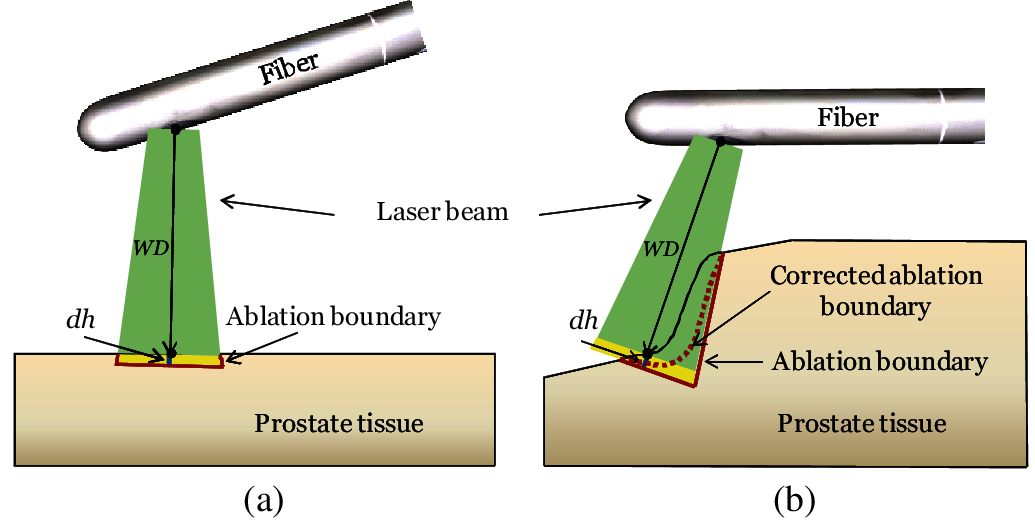 Fiber
Fiber
Laser beam
WD
WD
dh
Ablation boundary
Corrected ablation
boundary
dh
Ablation boundary
Prostate tissue
Prostate tissue
(a)
(b)